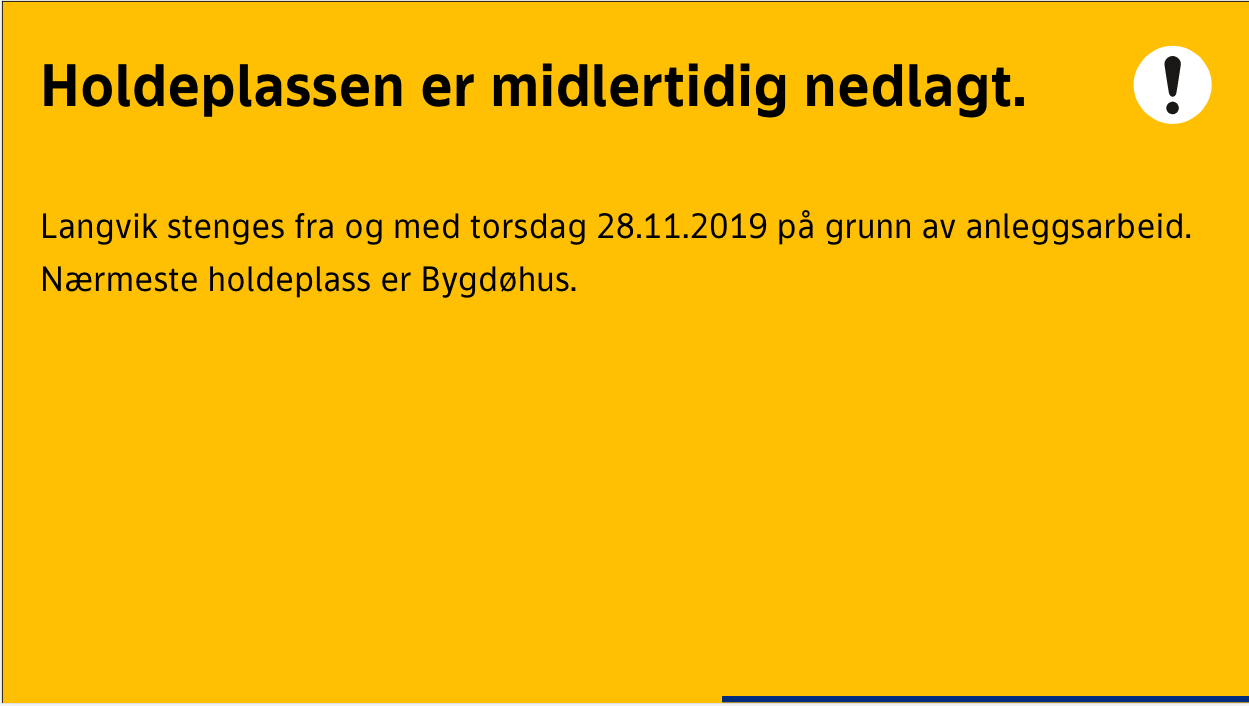 Holdeplassen er midlertidig nedlagt.
Langvik stenges fra og med torsdag 28.11.2019 på grunn av anleggsarbeid.
Nærmeste holdeplass er Bygdøhus.